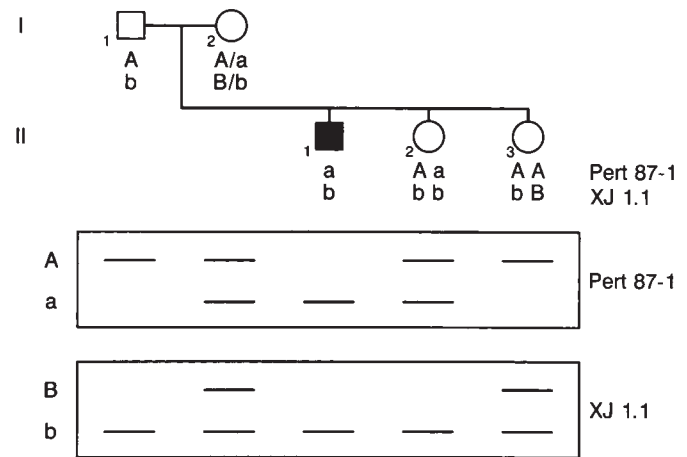 I
1 2
A A/a
b B/b
II
1 2 3
a A a A A Pert 87-1
b b b b B XJ 1.1
A
Pert 87-1
a
B
XJ 1.1
b